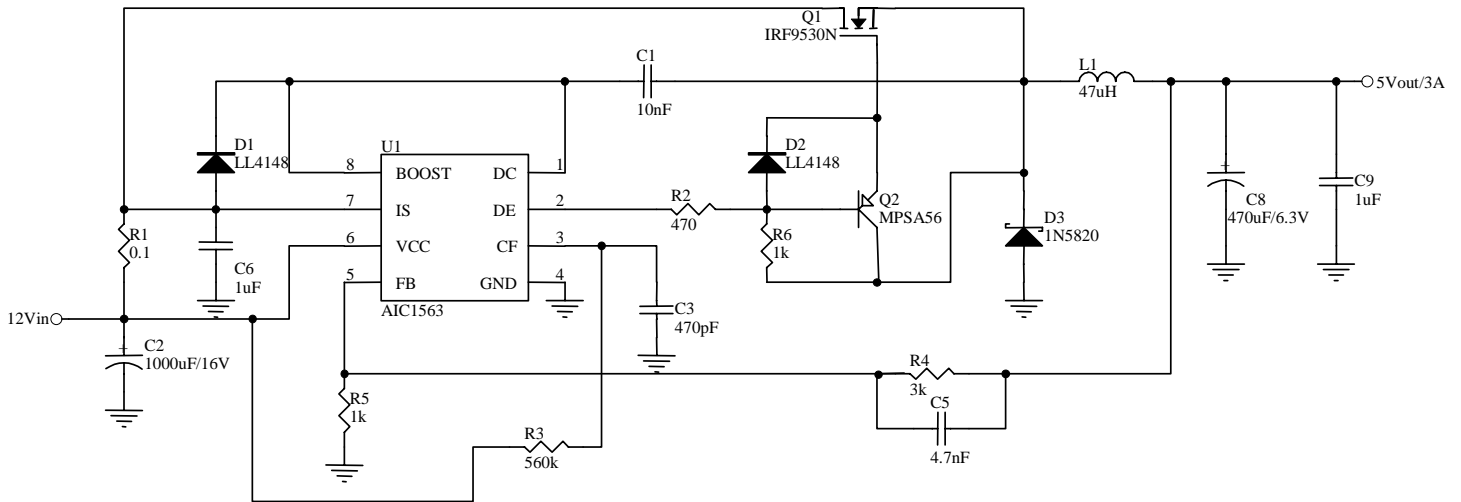 Q1
IRF9530N
C1
10nF
L1
47uH
5Vout/3A
D1
LL4148
U1
8
BOOST
DC
1
7
IS
DE
2
6
VCC
CF
3
5
FB
GND
4
AIC1563
D2
LL4148
R2
470
Q2
MPSA56
R6
1k
D3
1N5820
+
C8
470uF/6.3V
C9
1uF
R1
0.1
C6
1uF
C3
470pF
12Vin
+
C2
1000uF/16V
R4
3k
C5
4.7nF
R5
1k
R3
560k